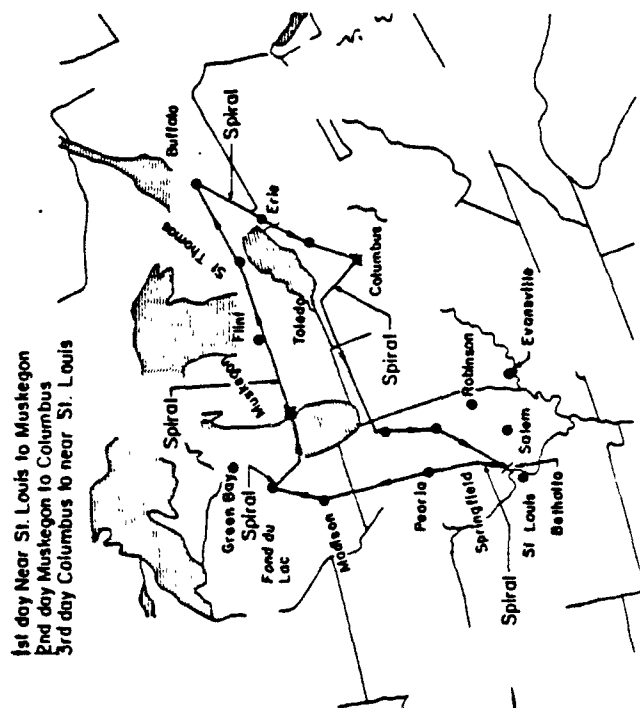 1st day Near St. Louis to Muskegon
2nd day Muskegon to Columbus
3rd day Columbus to near St. Louis
Buffalo
Spiral
Erie
St Thomas
Flint
Toledo
Columbus
Spiral
Spiral
Muskegon
Green Bay
Spiral
Fond du
Lac
Madison
Peoria
Springfield
Robinson
Evansville
Salem
St Louis
Bethalto
Spiral